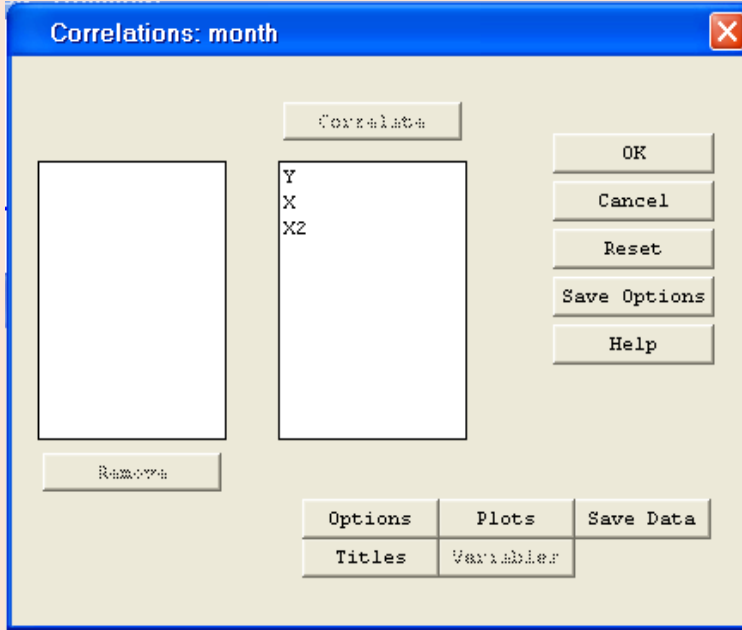 Correlations: month
Correlate
Y
X
X2
OK
Cancel
Reset
Save Options
Help
Remove
Options Plots Save Data
Titles Variables